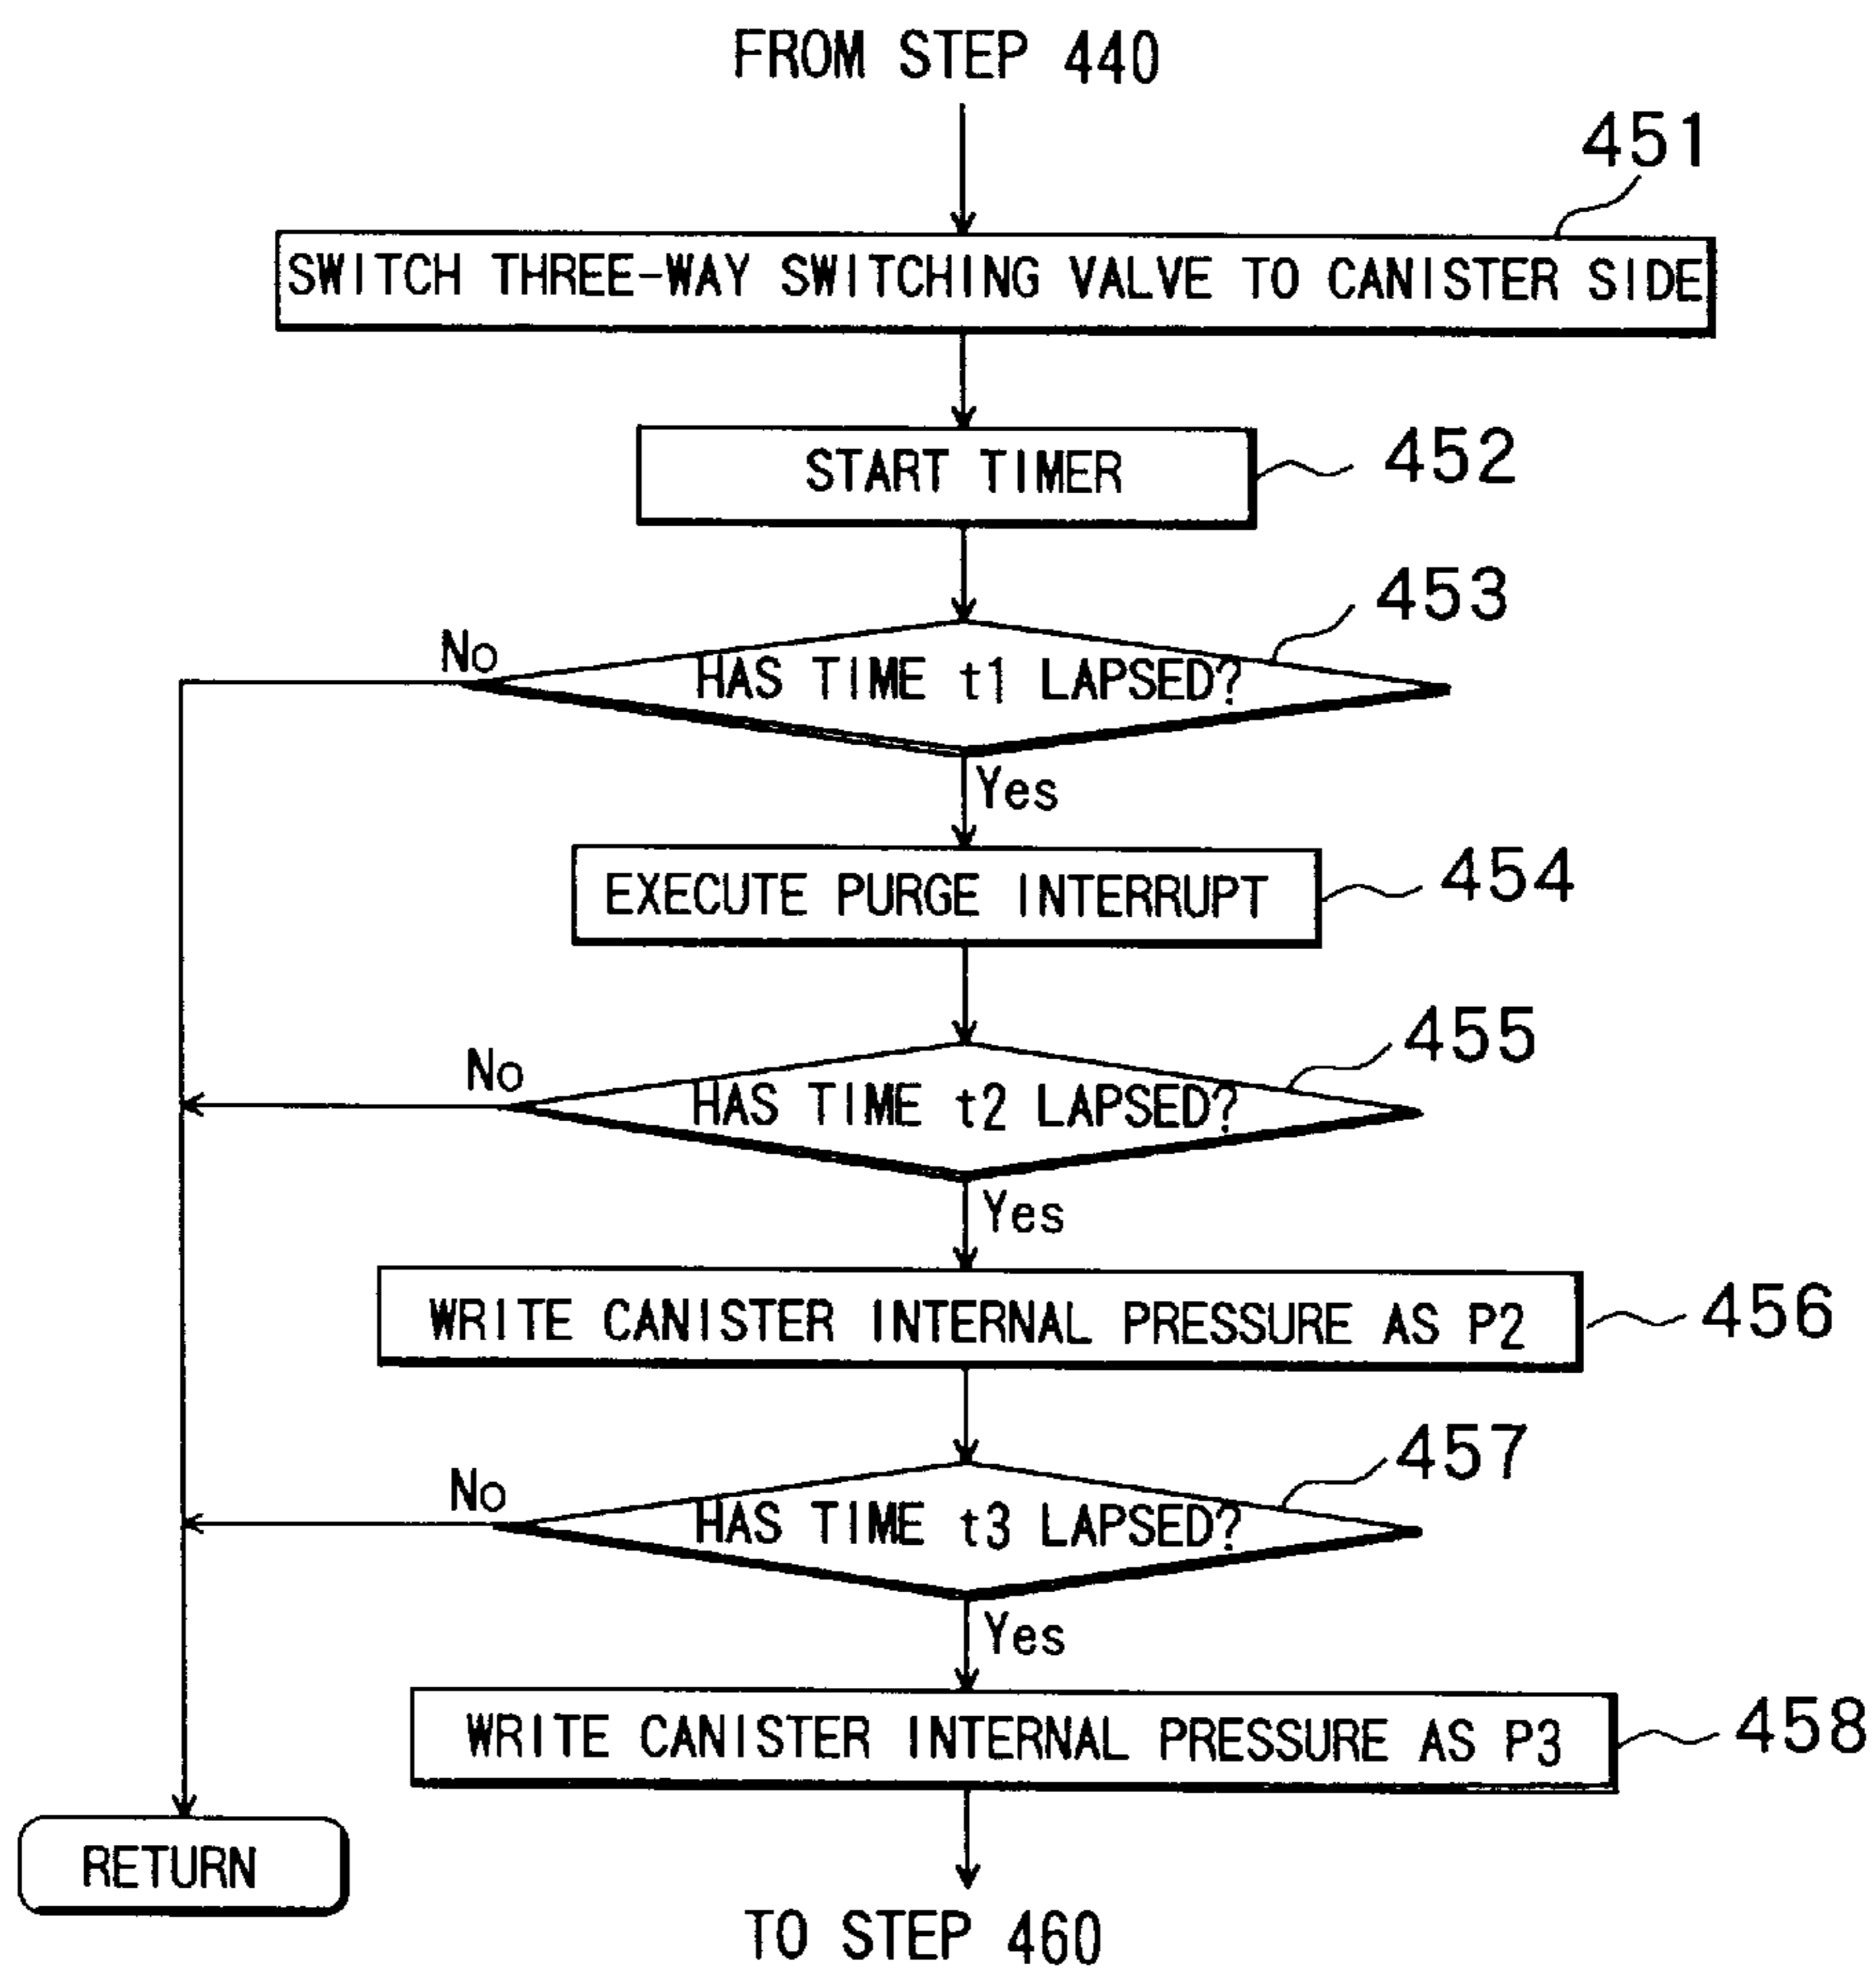 FROM STEP 440
451
SWITCH THREE-WAY SWITCHING VALVE TO CANISTER SIDE
START TIMER
452
453
No
HAS TIME t1 LAPSED?
Yes
EXECUTE PURGE INTERRUPT
454
455
No
HAS TIME t2 LAPSED?
Yes
WRITE CANISTER INTERNAL PRESSURE AS P2
456
457
No
HAS TIME t3 LAPSED?
Yes
WRITE CANISTER INTERNAL PRESSURE AS P3
458
RETURN
TO STEP 460